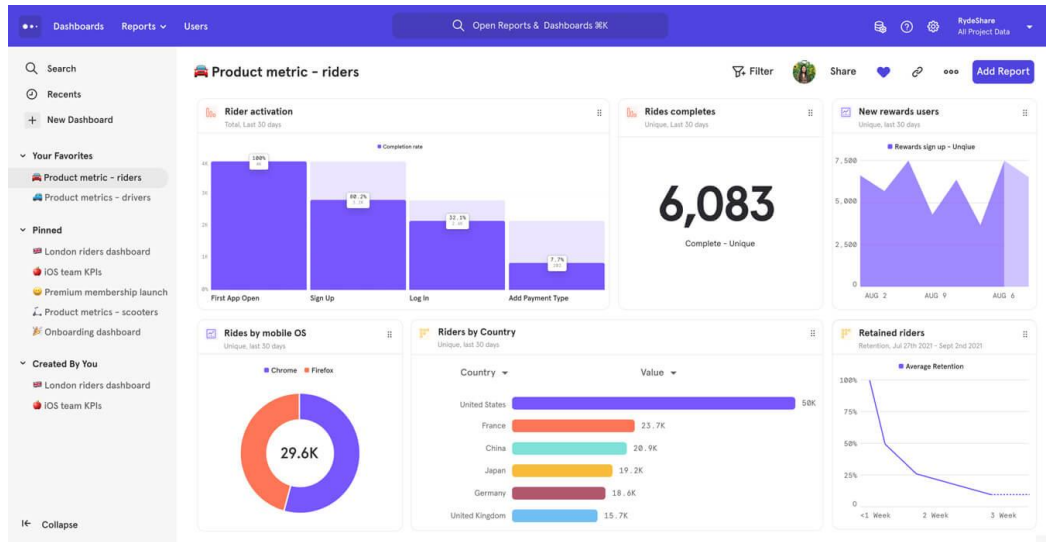 Dashboards
Reports
Users
Open Reports & Dashboards ⌘K
RydeShare
All Project Data
Search
Recents
New Dashboard
Your Favorites
Product metric - riders
Product metrics - drivers
Pinned
London riders dashboard
iOS team KPIs
Premium membership launch
Product metrics - scooters
Onboarding dashboard
Created By You
London riders dashboard
iOS team KPIs
Collapse
Product metric - riders
Filter
Share
Add Report
Rider activation
Total, Last 30 days
Completion rate
4K
3K
2K
1K
0%
100%
4K
32.1%
7.7%
First App Open
Sign Up
Log In
Add Payment Type
Rides completes
Unique, Last 30 days
6,083
Complete - Unique
New rewards users
Unique, last 30 days
Rewards sign up - Unqiue
7,500
5,000
2,500
0
AUG 2
AUG 9
AUG 6
Rides by mobile OS
Unique, last 30 days
Chrome
Firefox
29.6K
Riders by Country
Unique, last 30 days
Country
Value
United States
50K
France
23.7K
China
20.9K
Japan
19.2K
Germany
18.6K
United Kingdom
15.7K
Retained riders
Retention, Jul 27th 2021 - Sept 2nd 2021
Average Retention
100%
75%
50%
25%
0
<1 Week
2 Week
3 Week